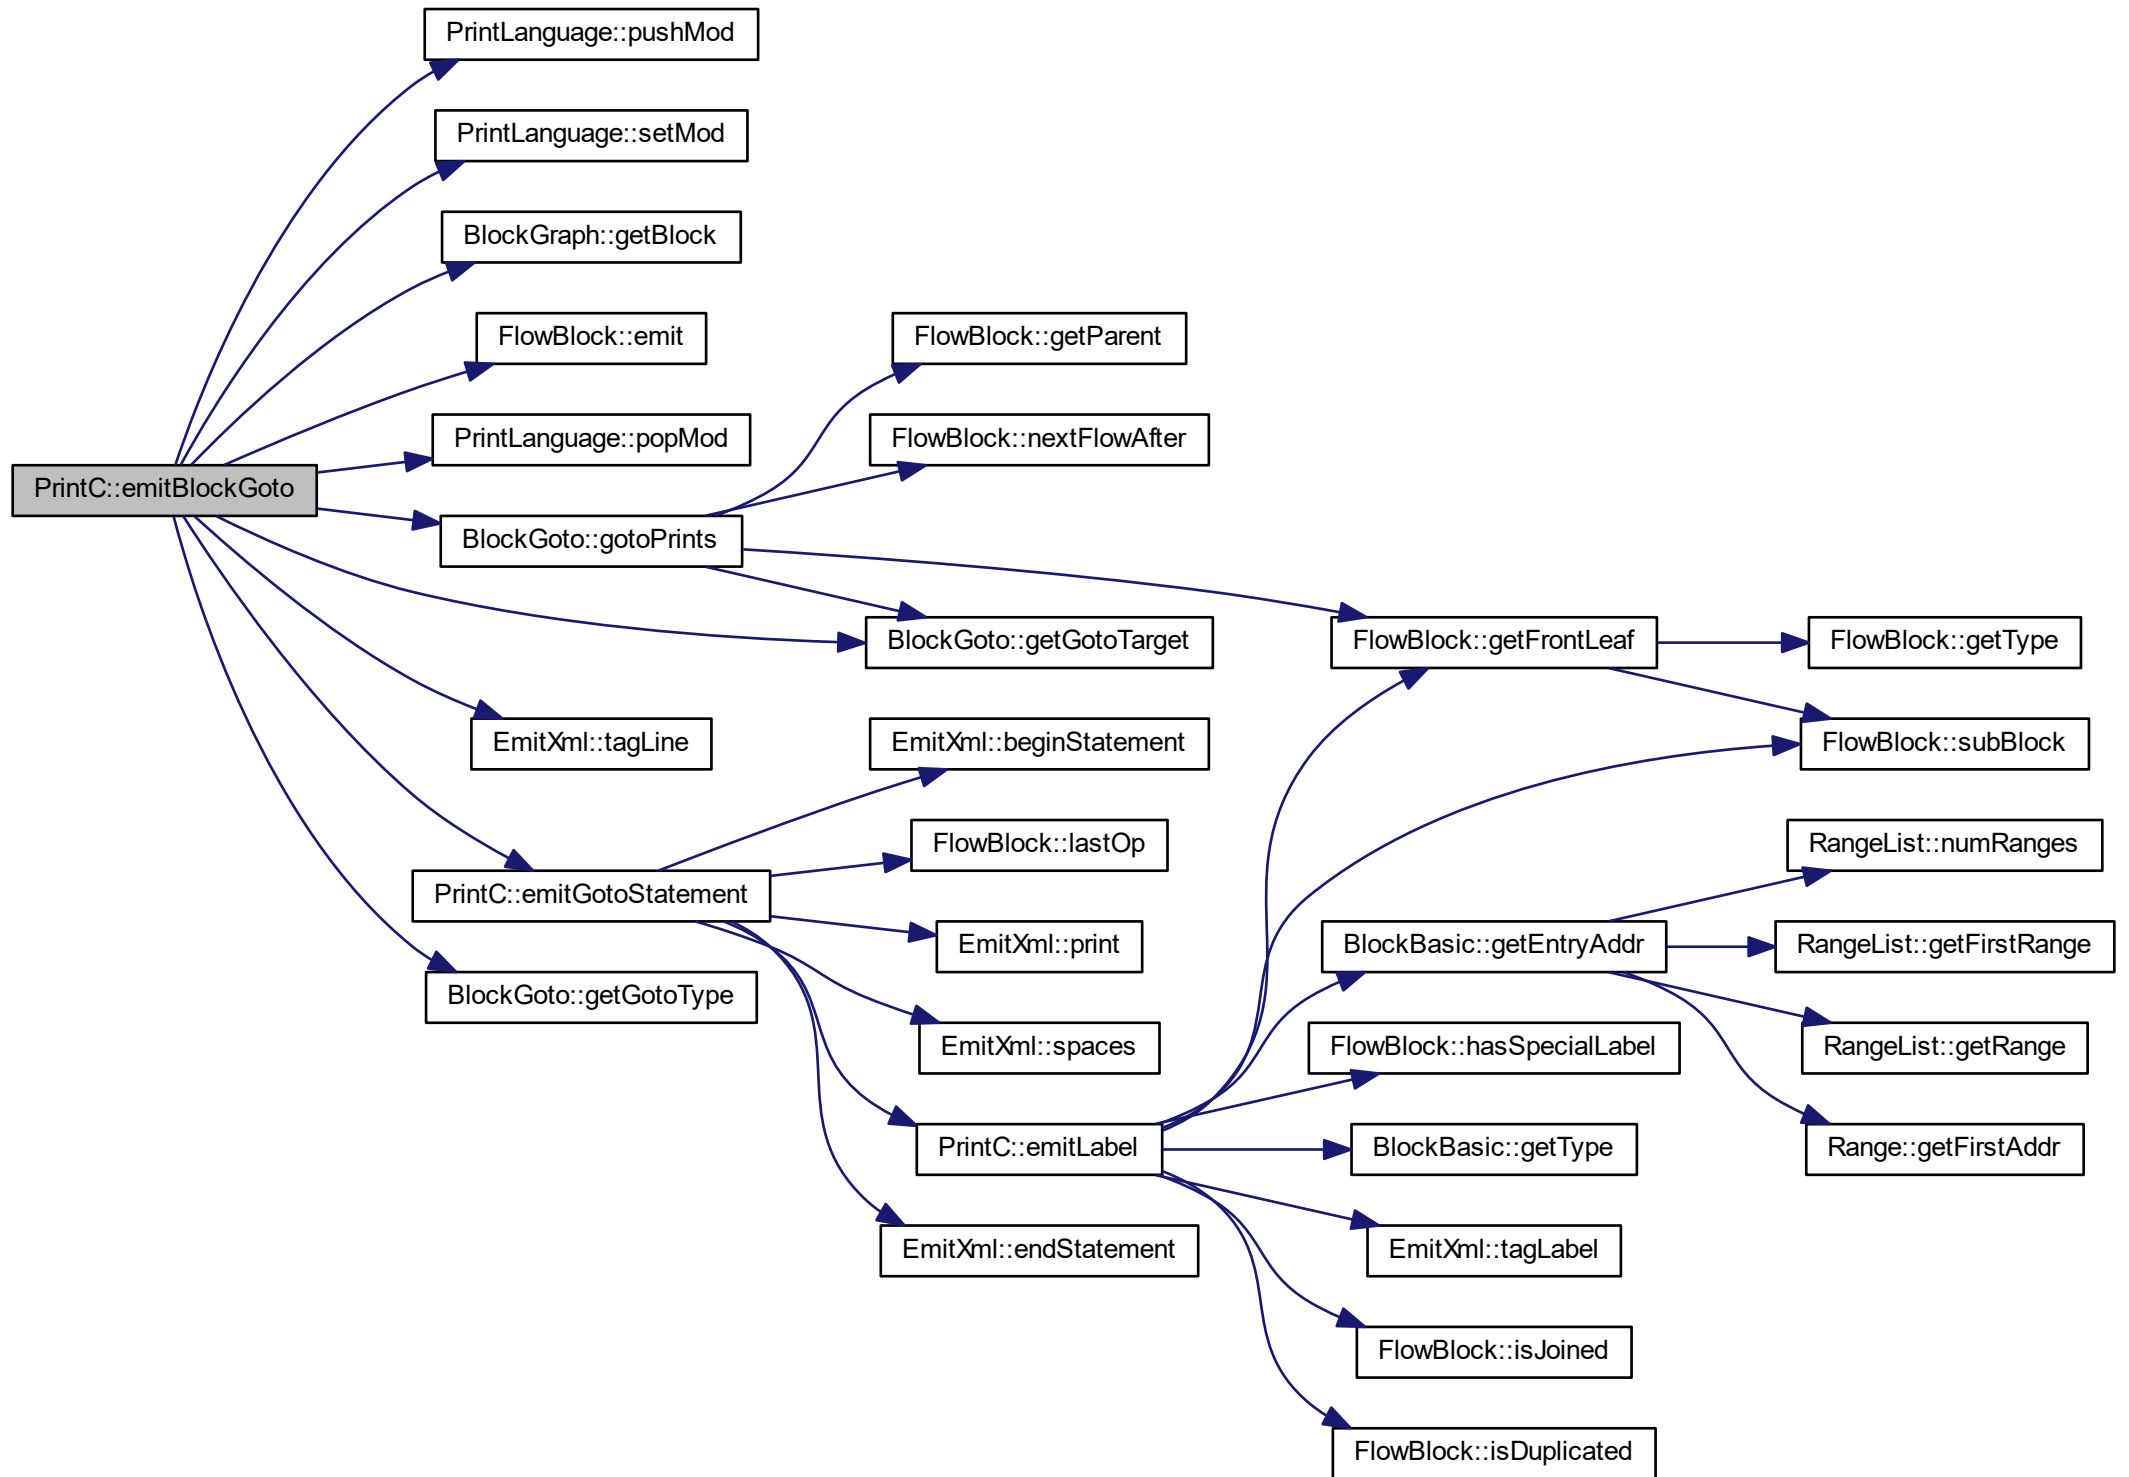 PrintLanguage::pushMod
PrintLanguage::setMod
BlockGraph::getBlock
FlowBlock::emit
FlowBlock::getParent
PrintLanguage::popMod
FlowBlock::nextFlowAfter
PrintC::emitBlockGoto
BlockGoto::gotoPrints
BlockGoto::getGotoTarget
FlowBlock::getFrontLeaf
FlowBlock::getType
EmitXml::tagLine
EmitXml::beginStatement
FlowBlock::subBlock
FlowBlock::lastOp
RangeList::numRanges
PrintC::emitGotoStatement
EmitXml::print
BlockBasic::getEntryAddr
RangeList::getFirstRange
BlockGoto::getGotoType
EmitXml::spaces
FlowBlock::hasSpecialLabel
RangeList::getRange
PrintC::emitLabel
BlockBasic::getType
Range::getFirstAddr
EmitXml::endStatement
EmitXml::tagLabel
FlowBlock::isJoined
FlowBlock::isDuplicated